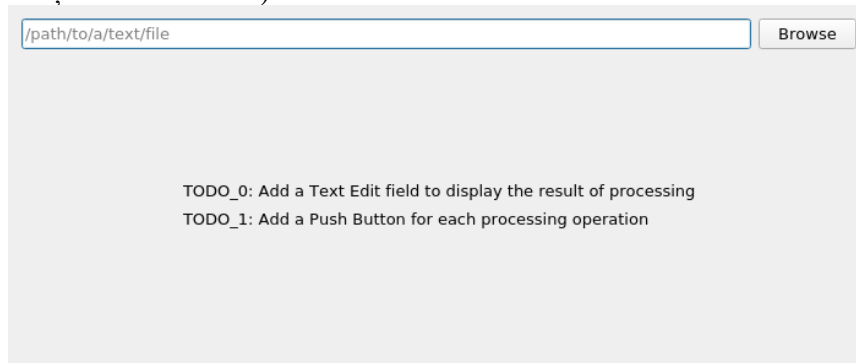 /path/to/a/text/file Browse
TODO_0: Add a Text Edit field to display the result of processing
TODO_1: Add a Push Button for each processing operation